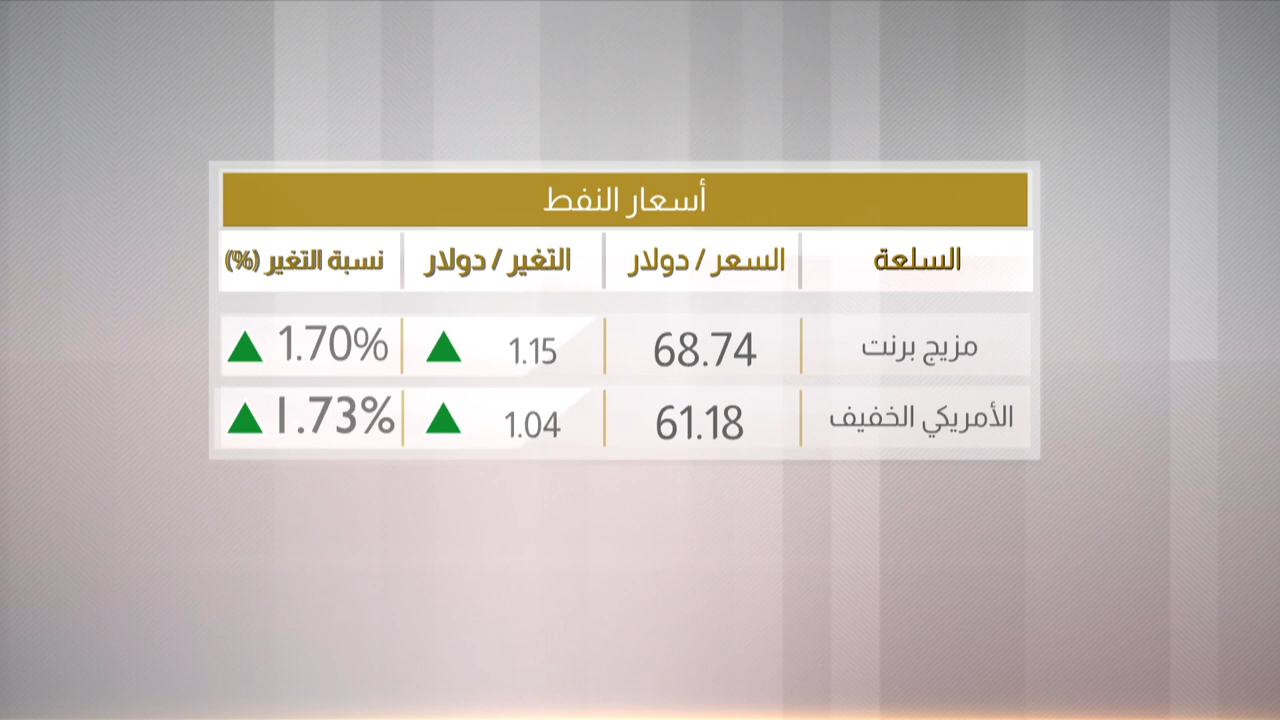 أسعار النفط
السلعة السعر / دولار التغير / دولار نسبة التغير (%)
مزيج برنت 68.74 1.15 ▲ 1.70% ▲
الأمريكي الخفيف 61.18 1.04 ▲ 1.73% ▲